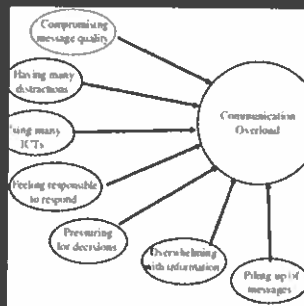 Compromising
message quality
Having many
distractions
Using many
ICTs
Communication
Overload
Feeling responsible
to respond
Pressuring
for decisions
Overwhelming
with information
Piling up of
messages